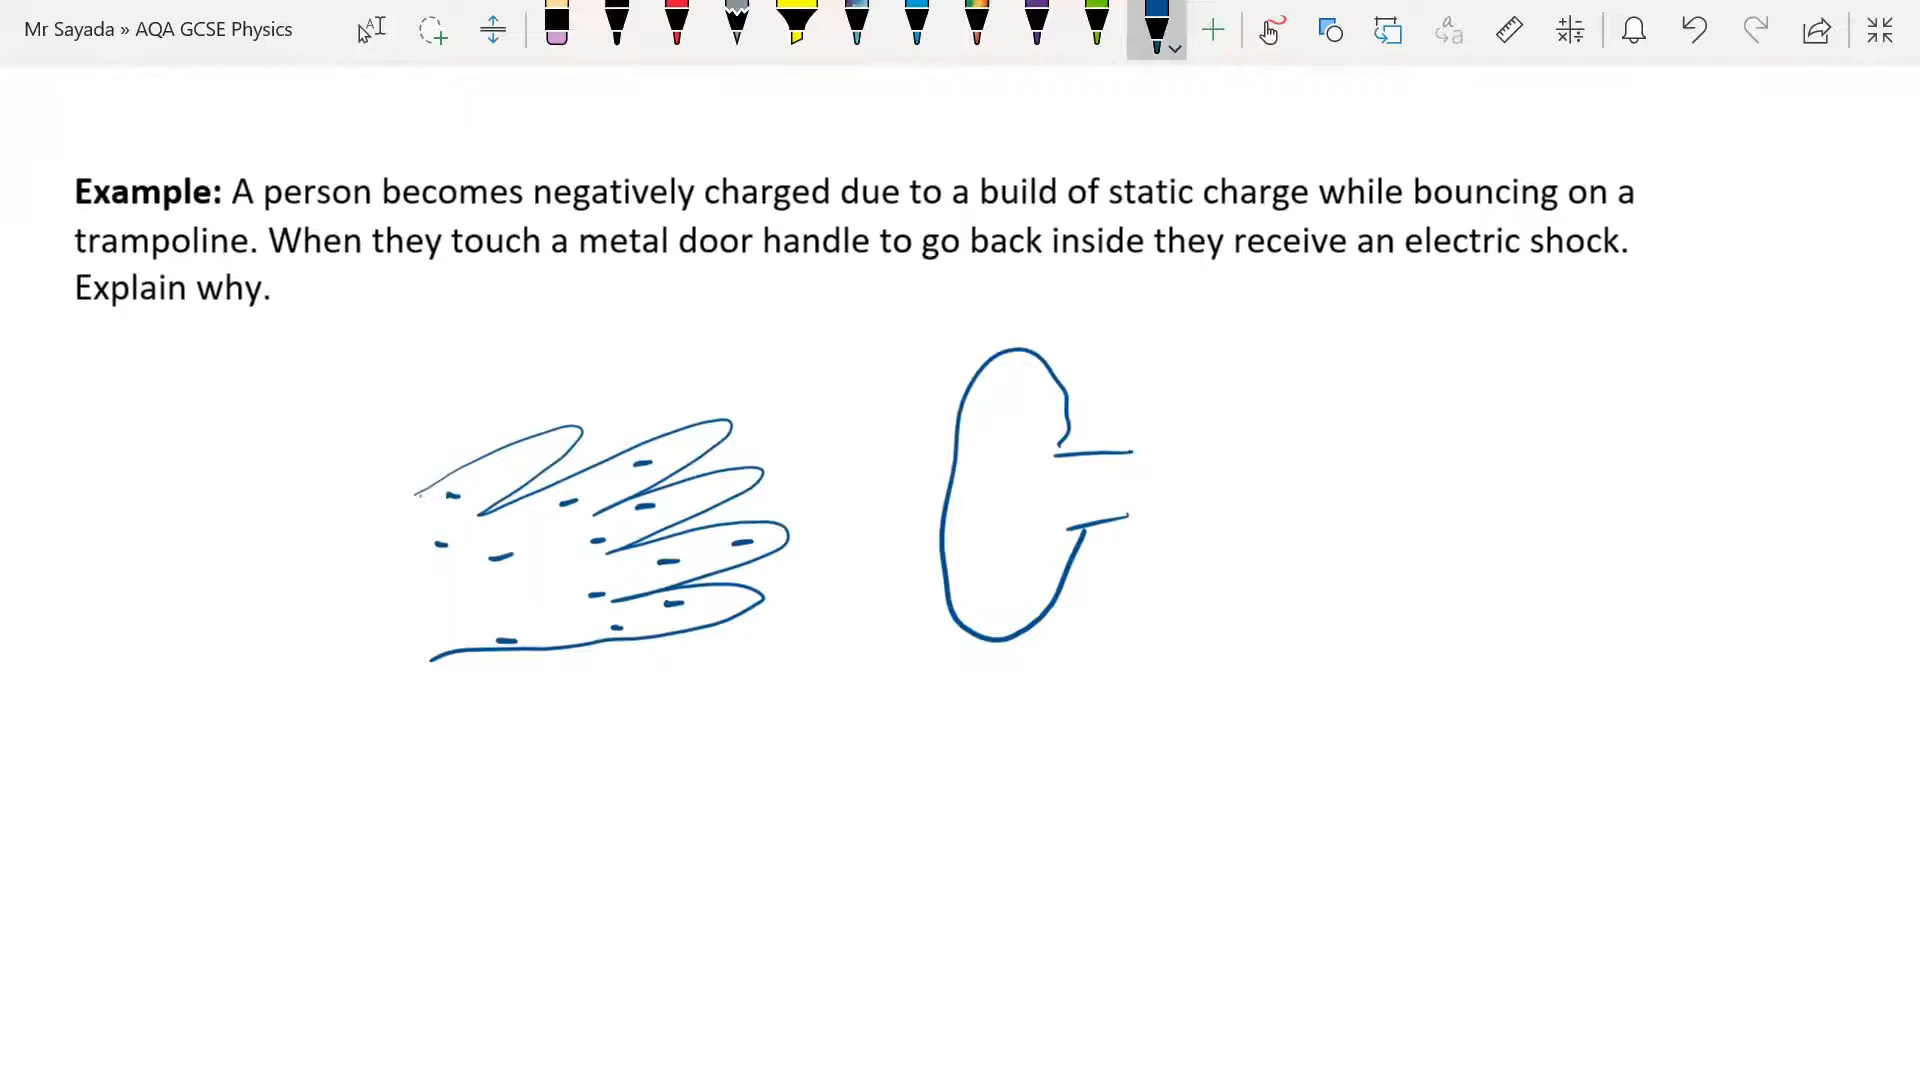 Mr Sayada » AQA GCSE Physics
Example: A person becomes negatively charged due to a build of static charge while bouncing on a
trampoline. When they touch a metal door handle to go back inside they receive an electric shock.
Explain why.